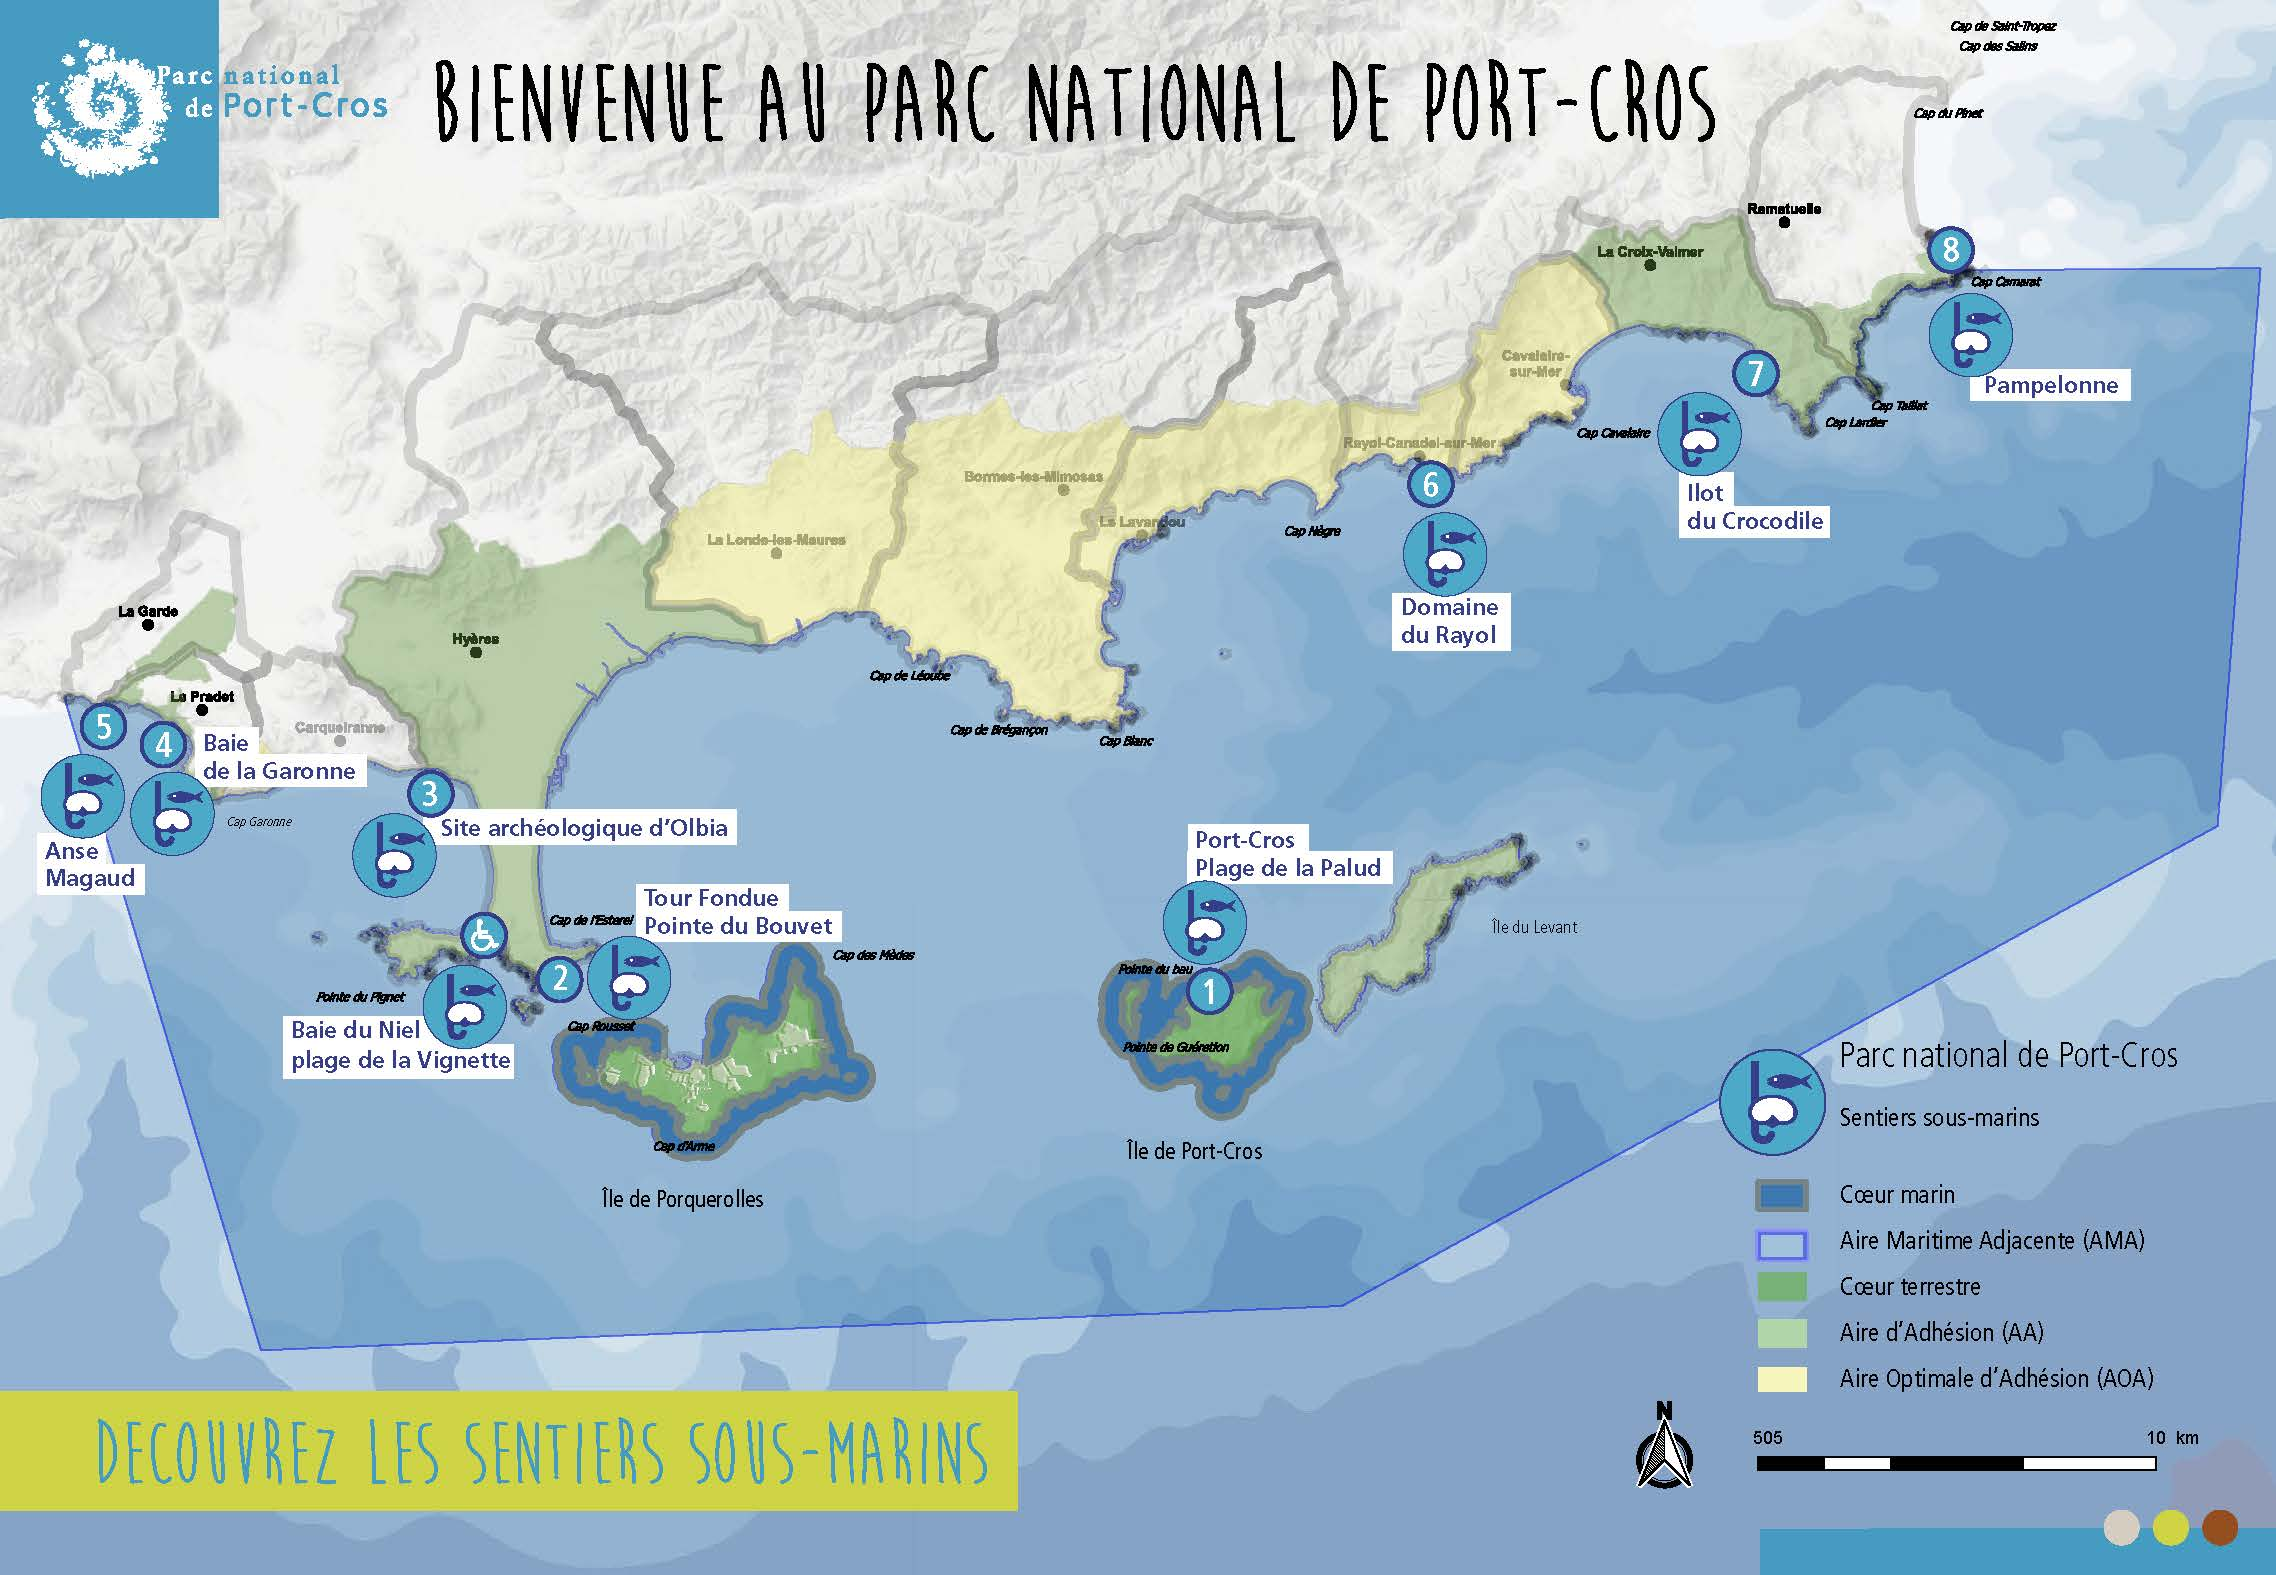 Parc national
de Port-Cros
BIENVENUE AU PARC NATIONAL DE PORT-CROS
Cap de Saint-Tropez
Cap des Salins
Cap du Pinet
Ramatuelle
La Croix-Valmer
8
Cap Camarat
Pampelonne
Cavalaire-
sur-Mer
7
Cap Taillat
Cap Lardier
Cap Cavalaire
Ilot
du Crocodile
Rayol-Canadel-sur-Mer
6
Domaine
du Rayol
Cap Nègre
Bormes-les-Mimosas
Le Lavandou
La Londe-les-Maures
La Garde
Hyères
Le Pradet
Carqueiranne
Cap de Léoube
Cap de Brégançon
Cap Blanc
5
4
Baie
de la Garonne
Cap Garonne
Anse
Magaud
3
Site archéologique d'Olbia
Port-Cros
Plage de la Palud
Tour Fondue
Pointe du Bouvet
Cap de l'Esterel
Cap des Mèdes
Île du Levant
2
Pointe du bau
1
Pointe du Pignet
Baie du Niel
plage de la Vignette
Cap Rousset
Pointe de Guération
Cap d'Arme
Île de Port-Cros
Île de Porquerolles
Parc national de Port-Cros
Sentiers sous-marins
Cœur marin
Aire Maritime Adjacente (AMA)
Cœur terrestre
Aire d'Adhésion (AA)
Aire Optimale d'Adhésion (AOA)
N
505 10 km
DECOUVREZ LES SENTIERS SOUS-MARINS